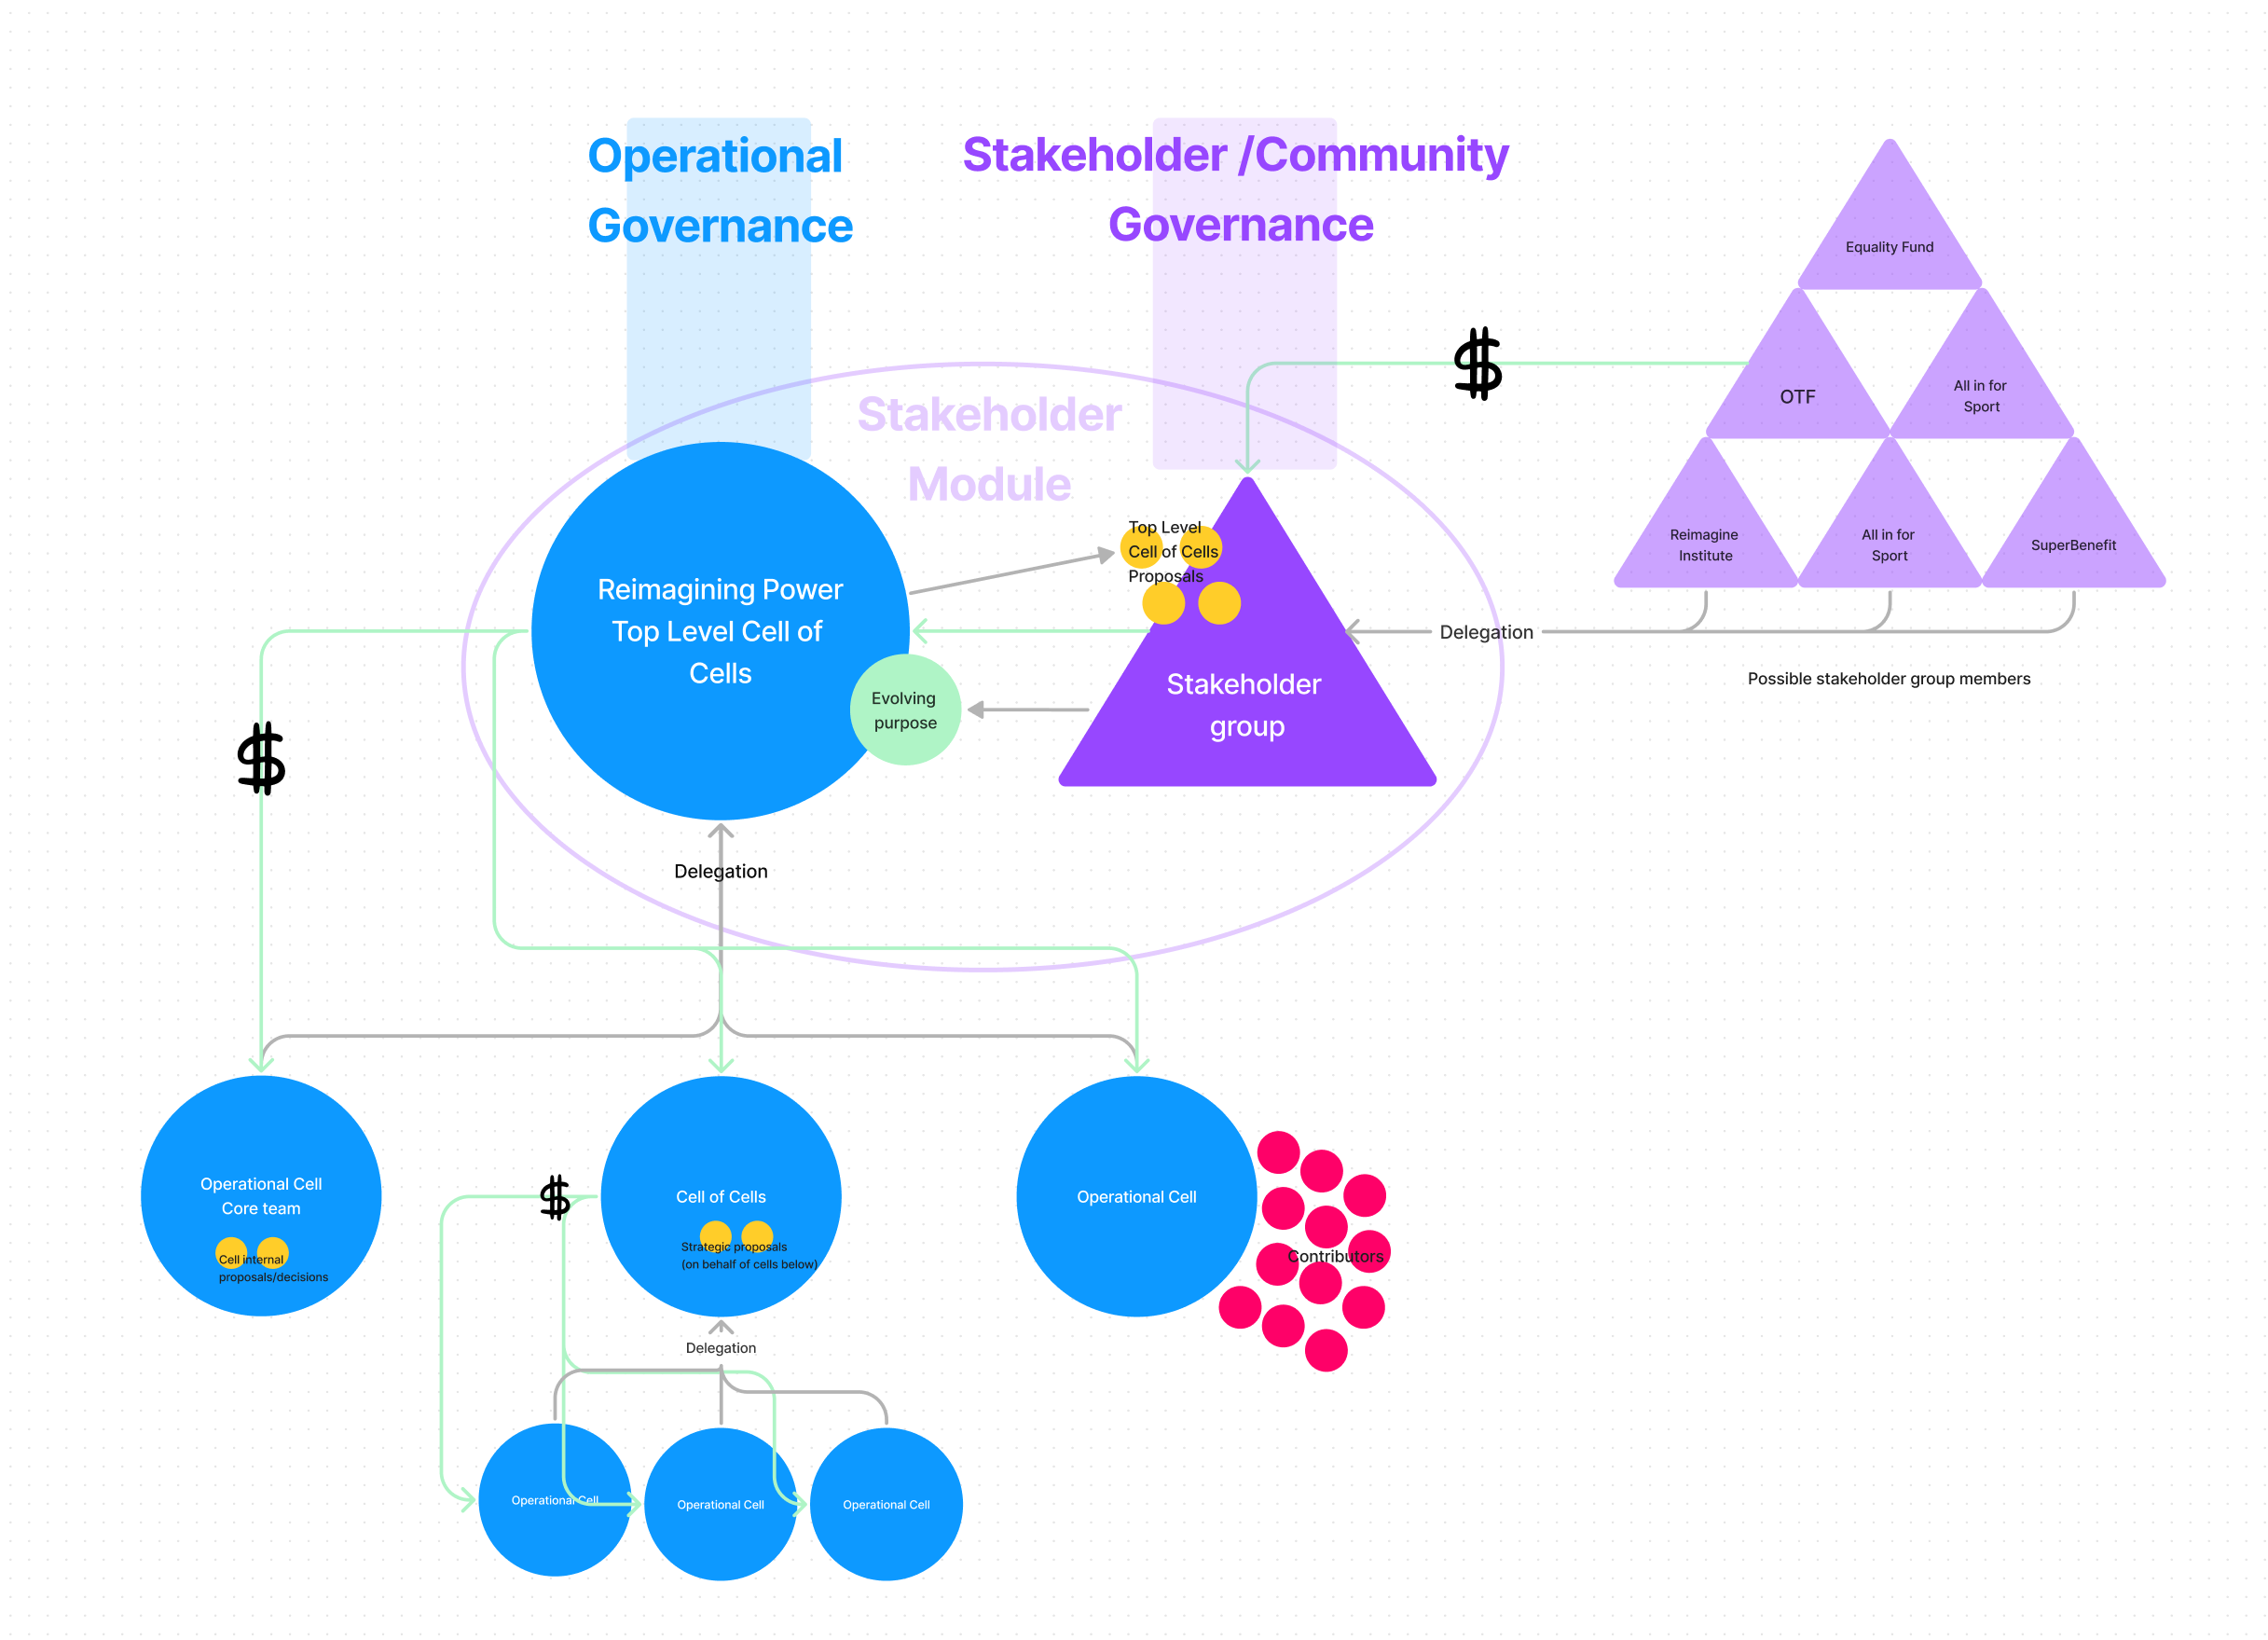 Operational
Governance
Stakeholder /Community
Governance
Equality Fund
OTF
All in for
Sport
Reimagine
Institute
All in for
Sport
SuperBenefit
Possible stakeholder group members
Delegation
Stakeholder
Module
Top Level
Cell of Cells
Proposals
Reimagining Power
Top Level Cell of
Cells
Evolving
purpose
Stakeholder
group
Delegation
Operational Cell
Core team
Cell internal
proposals/decisions
Cell of Cells
Strategic proposals
(on behalf of cells below)
Operational Cell
Contributors
Delegation
Operational Cell
Operational Cell
Operational Cell
$
$
$